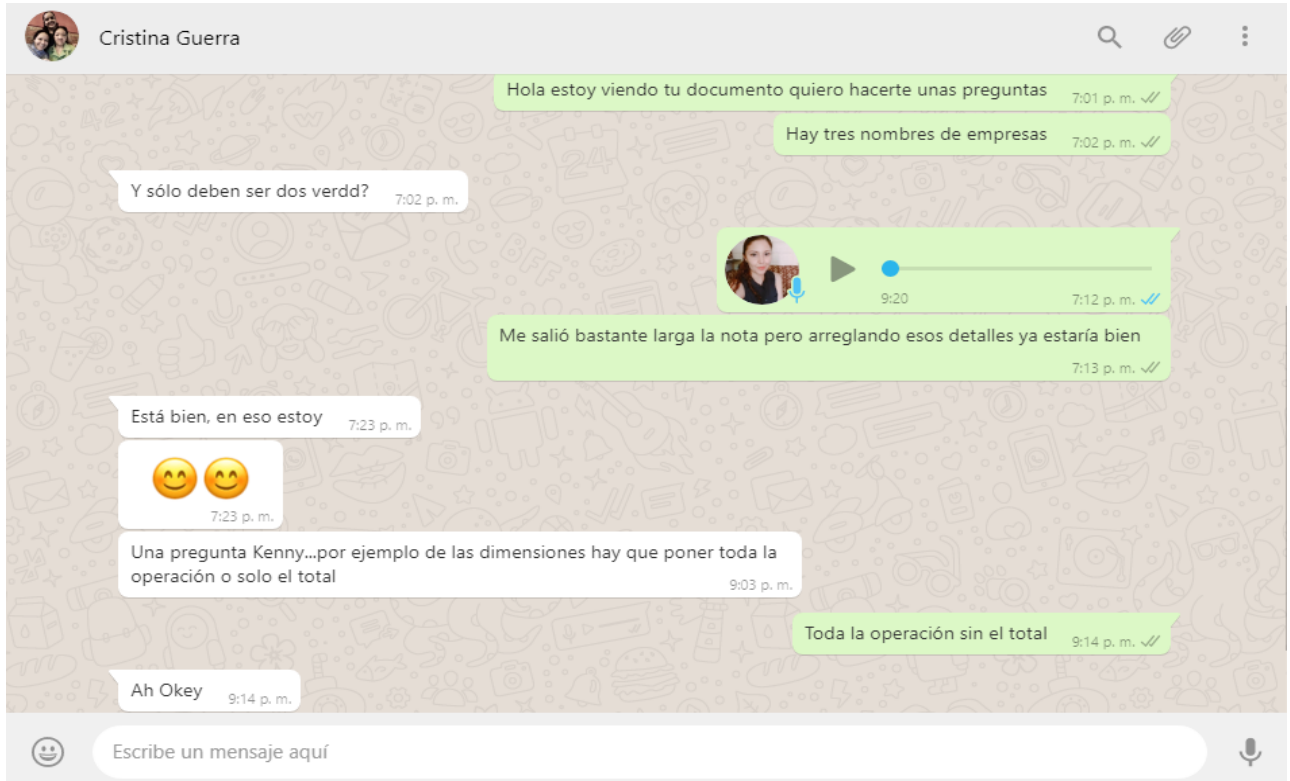 Cristina Guerra
Hola estoy viendo tu documento quiero hacerte unas preguntas 7:01 p. m.
Hay tres nombres de empresas 7:02 p. m.
Y sólo deben ser dos verdd? 7:02 p. m.
9:20 7:12 p. m.
Me salió bastante larga la nota pero arreglando esos detalles ya estaría bien
7:13 p. m.
Está bien, en eso estoy 7:23 p. m.
😊😊
7:23 p. m.
Una pregunta Kenny...por ejemplo de las dimensiones hay que poner toda la
operación o solo el total 9:03 p. m.
Toda la operación sin el total 9:14 p. m.
Ah Okey 9:14 p. m.
Escribe un mensaje aquí